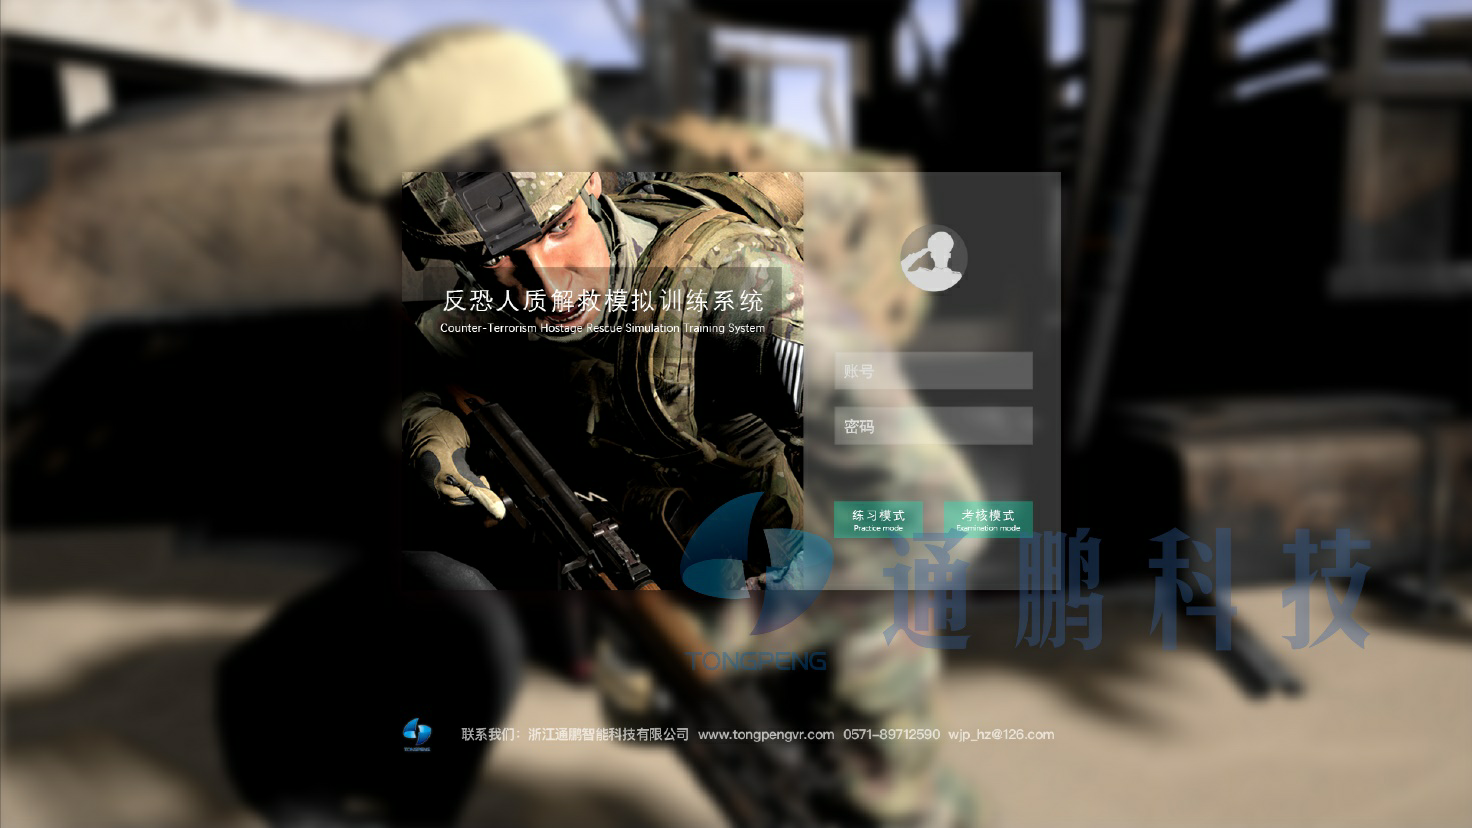 反恐人质解救模拟训练系统
Counter-Terrorism Hostage Rescue Simulation Training System
账号
密码
练习模式
Practice mode
考核模式
Examination mode
通鹏科技
TONGPENG
TONGPENG
联系我们：浙江通鹏智能科技有限公司 www.tongpengvr.com 0571-89712590 wjp_hz@126.com